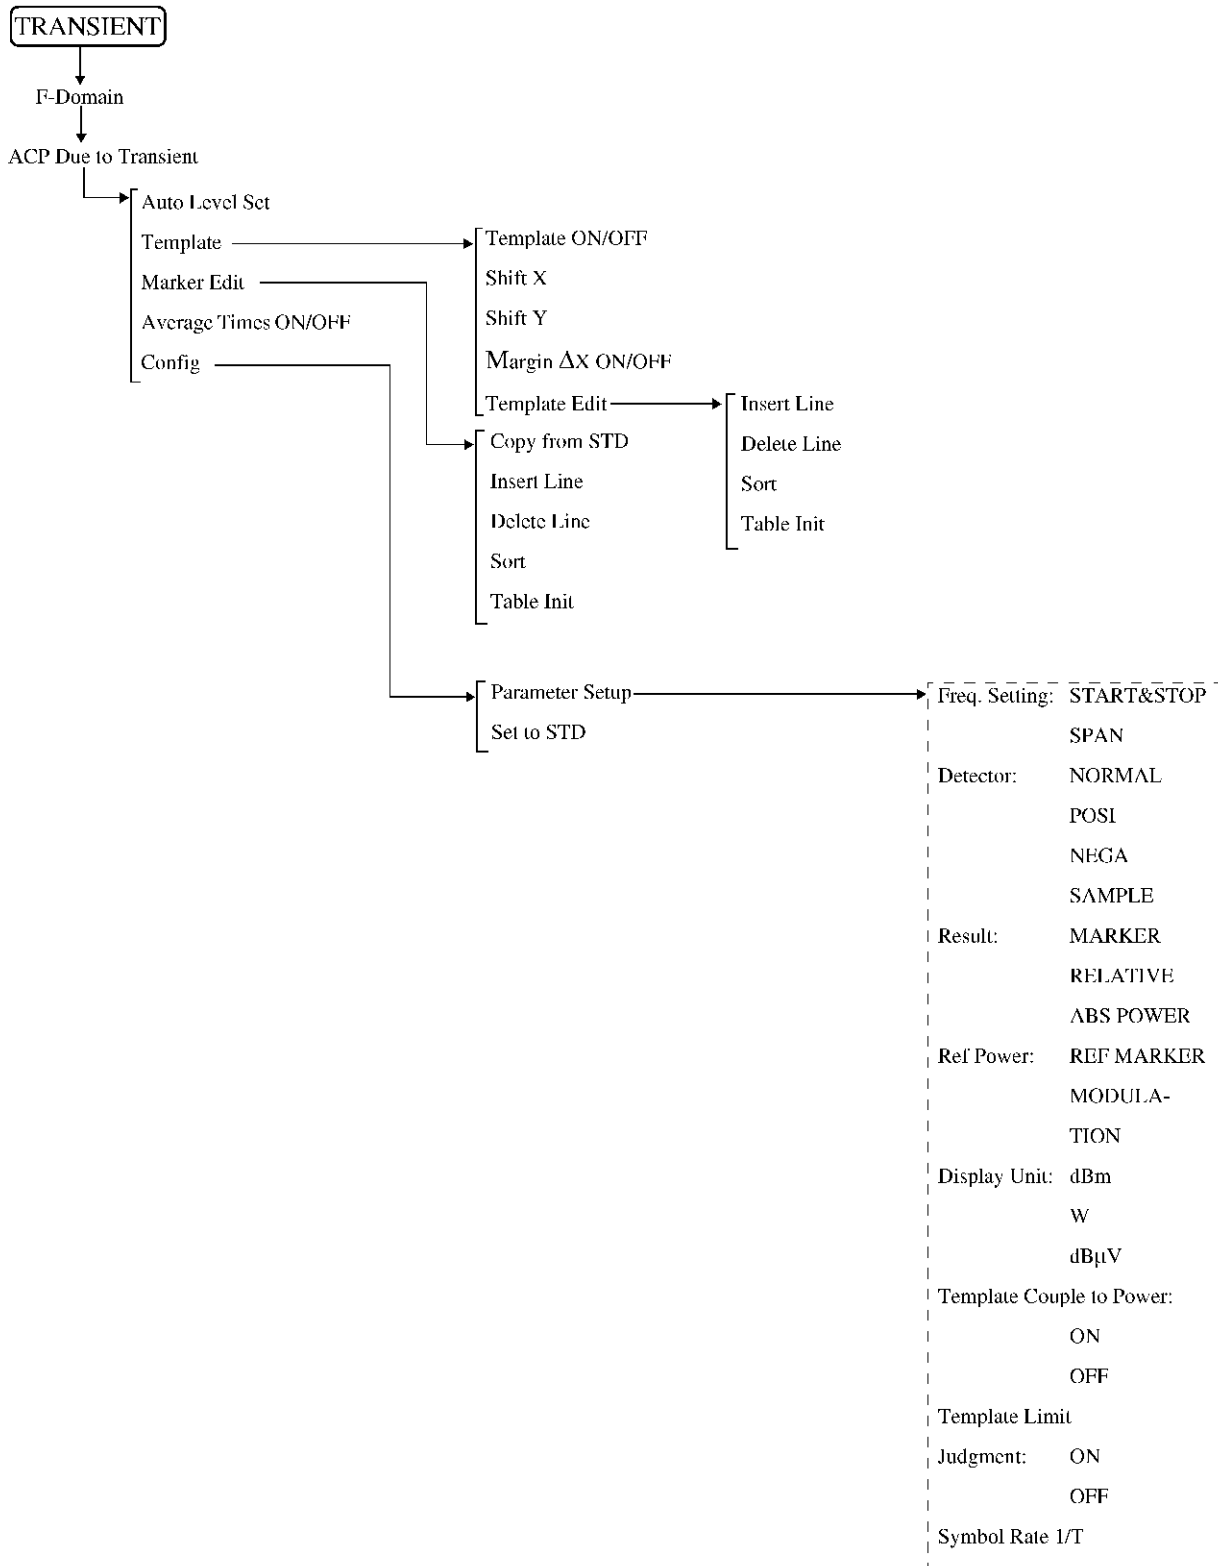 TRANSIENT
F-Domain
ACP Due to Transient
Auto Level Set
Template
Marker Edit
Average Times ON/OFF
Config
Template ON/OFF
Shift X
Shift Y
Margin ΔX ON/OFF
Template Edit
Insert Line
Delete Line
Sort
Table Init
Copy from STD
Insert Line
Delete Line
Sort
Table Init
Parameter Setup
Set to STD
Freq. Setting: START&STOP
SPAN
Detector: NORMAL
POSI
NEGA
SAMPLE
Result: MARKER
RELATIVE
ABS POWER
Ref Power: REF MARKER
MODULA-
TION
Display Unit: dBm
W
dBμV
Template Couple to Power:
ON
OFF
Template Limit
Judgment: ON
OFF
Symbol Rate 1/T